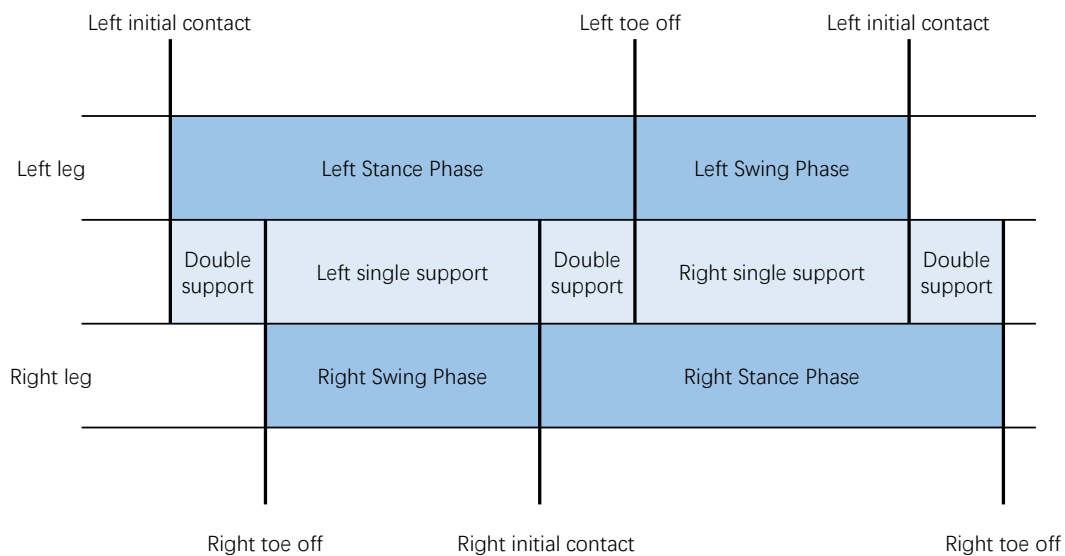 Left initial contact
Left toe off
Left initial contact
Left leg
Left Stance Phase
Left Swing Phase
Double
support
Left single support
Double
support
Right single support
Double
support
Right leg
Right Swing Phase
Right Stance Phase
Right toe off
Right initial contact
Right toe off